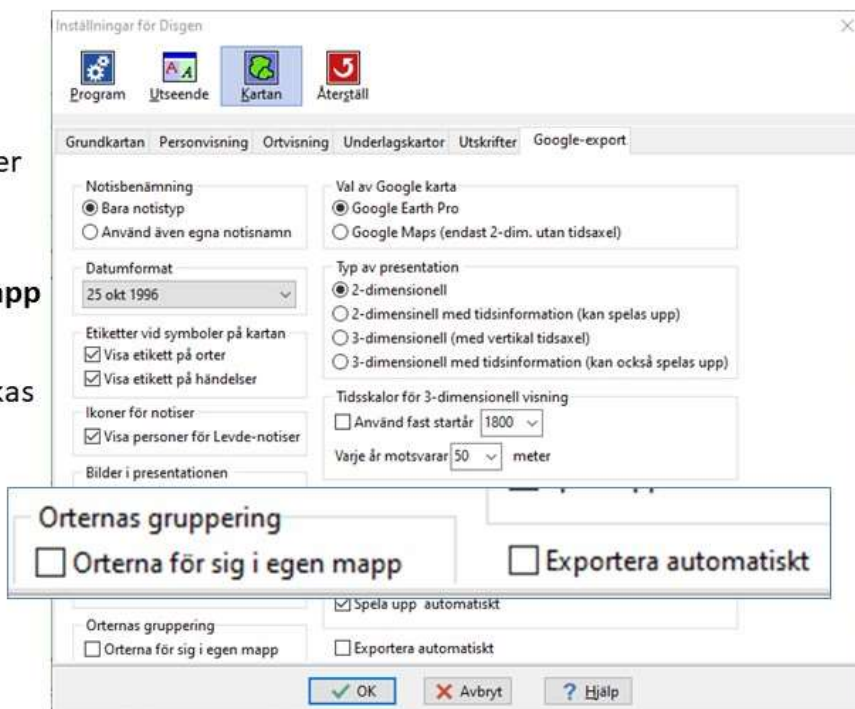 Inställningar för Disgen
Program Utseende Kartan Återställ
Grundkartan Personvisning Ortvisning Underlagskartor Utskrifter Google-export
er
Notisbenämning
Bara notistyp
Använd även egna notisnamn
Val av Google karta
Google Earth Pro
Google Maps (endast 2-dim. utan tidsaxel)
app
Datumformat
25 okt 1996
Typ av presentation
2-dimensionell
2-dimensinell med tidsinformation (kan spelas upp)
3-dimensionell (med vertikal tidsaxel)
3-dimensionell med tidsinformation (kan också spelas upp)
Etiketter vid symboler på kartan
Visa etikett på orter
Visa etikett på händelser
kas
Ikoner för notiser
Visa personer för Levde-notiser
Tidsskalor för 3-dimensionell visning
Använd fast startår 1800
Varje år motsvarar 50 meter
Bilder i presentationen
Orternas gruppering
Orterna för sig i egen mapp
Exportera automatiskt
Spela upp automatiskt
Orternas gruppering
Orterna för sig i egen mapp
Exportera automatiskt
OK Avbryt ? Hjälp